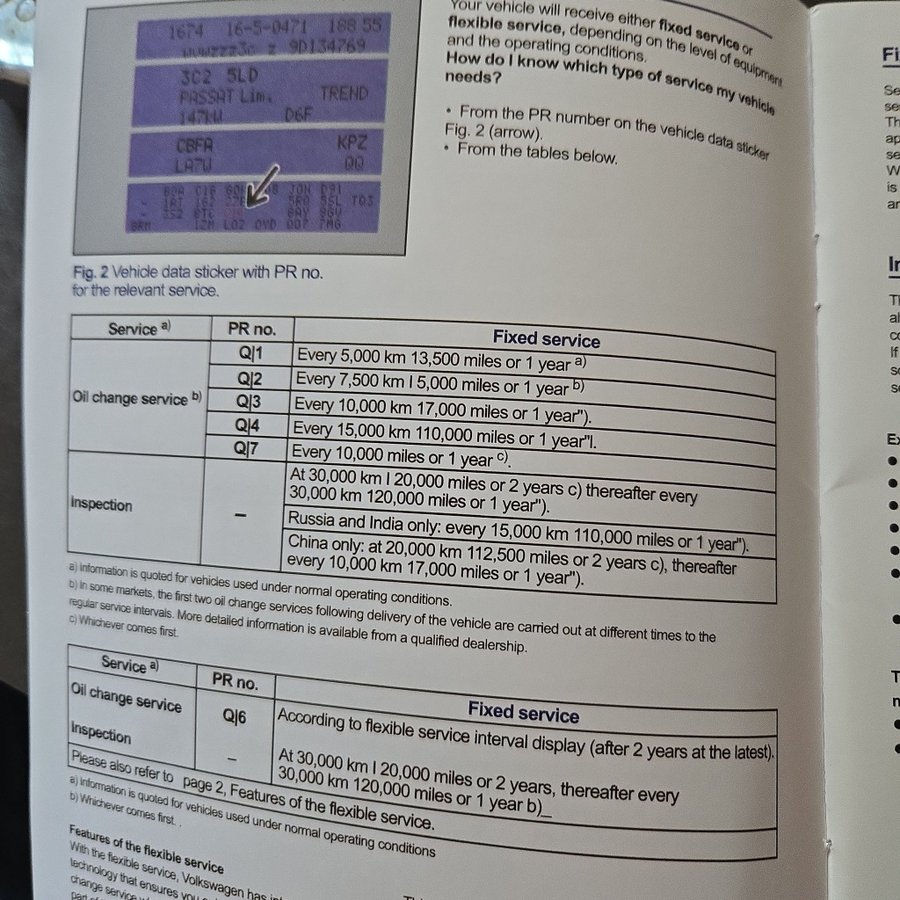 1674 16-5-0471 188 55
9D134769
3C2 5LD
PASSAT Lim. TREND
147kW D6F
CBFA KPZ
LA7W QQ
Your vehicle will receive either fixed service or
flexible service, depending on the level of equipment
and the operating conditions.
How do I know which type of service my vehicle
needs?
• From the PR number on the vehicle data sticker
Fig. 2 (arrow).
• From the tables below.
Fig. 2 Vehicle data sticker with PR no.
for the relevant service.
Service a) PR no. Fixed service
Oil change service b)
Q|1 Every 5,000 km 13,500 miles or 1 year a)
Q|2 Every 7,500 km l 5,000 miles or 1 year b)
Q|3 Every 10,000 km 17,000 miles or 1 year").
Q|4 Every 15,000 km 110,000 miles or 1 year"l.
Q|7 Every 10,000 miles or 1 year c).
Inspection –
At 30,000 km l 20,000 miles or 2 years c) thereafter every
30,000 km 120,000 miles or 1 year").
Russia and India only: every 15,000 km 110,000 miles or 1 year").
China only: at 20,000 km 112,500 miles or 2 years c), thereafter
every 10,000 km 17,000 miles or 1 year").
a) Information is quoted for vehicles used under normal operating conditions.
b) In some markets, the first two oil change services following delivery of the vehicle are carried out at different times to the
regular service intervals. More detailed information is available from a qualified dealership.
c) Whichever comes first.
Service a) PR no. Fixed service
Oil change service Q|6 According to flexible service interval display (after 2 years at the latest).
Inspection – At 30,000 km l 20,000 miles or 2 years, thereafter every
30,000 km 120,000 miles or 1 year b)_
Please also refer to page 2, Features of the flexible service.
a) Information is quoted for vehicles used under normal operating conditions
b) Whichever comes first. .
Features of the flexible service
With the flexible service, Volkswagen has
technology that ensures you
change service